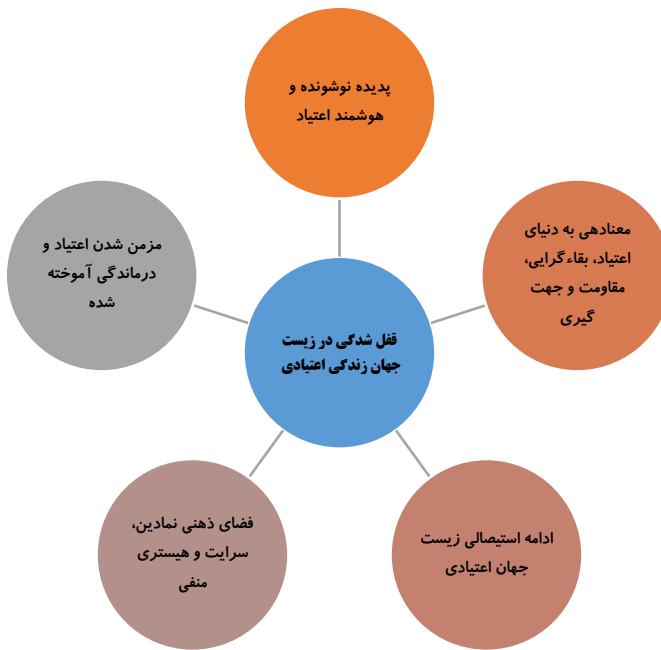 پدیده نوشونده و
هوشمند اعتیاد
معنادهی به دنیای
اعتیاد، بقاءگرایی،
مقاومت و جهت
گیری
ادامه استیصالی زیست
جهان اعتیادی
فضای ذهنی نمادین،
سرایت و هیستری
منفی
مزمن شدن اعتیاد و
درماندگی آموخته
شده
قفل شدگی در زیست
جهان زندگی اعتیادی